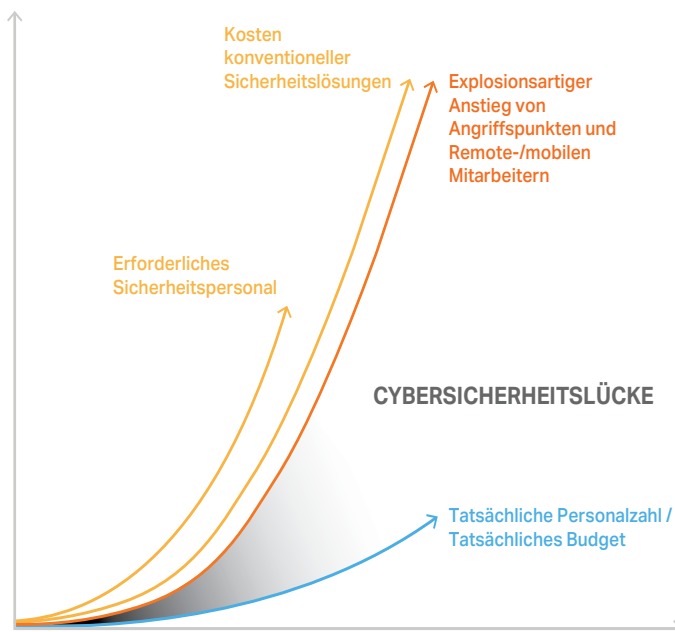 Kosten
konventioneller
Sicherheitslösungen
Explosionsartiger
Anstieg von
Angriffspunkten und
Remote-/mobilen
Mitarbeitern
Erforderliches
Sicherheitspersonal
CYBERSICHERHEITSLÜCKE
Tatsächliche Personalzahl /
Tatsächliches Budget